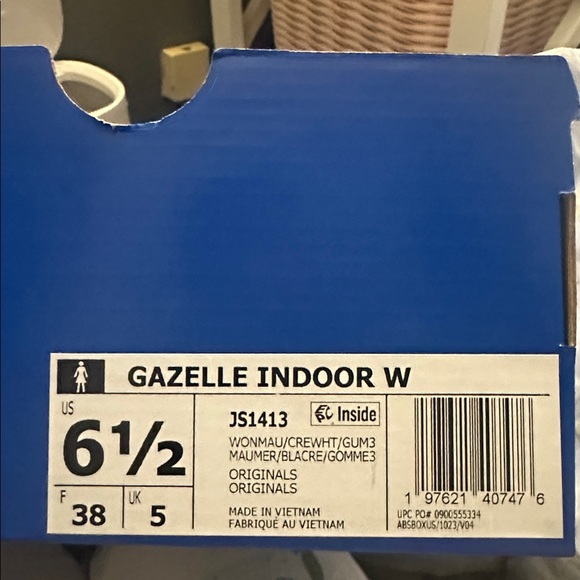 GAZELLE INDOOR W
US
6½
F 38
UK 5
JS1413 Inside
WONMAU/CREWHT/GUM3
MAUMER/BLACRE/GOMME3
ORIGINALS
ORIGINALS
MADE IN VIETNAM
FABRIQUÉ AU VIETNAM
1 97621 40747 6
UPC PO# 0900555334
ABSBOXUS/1023/V04